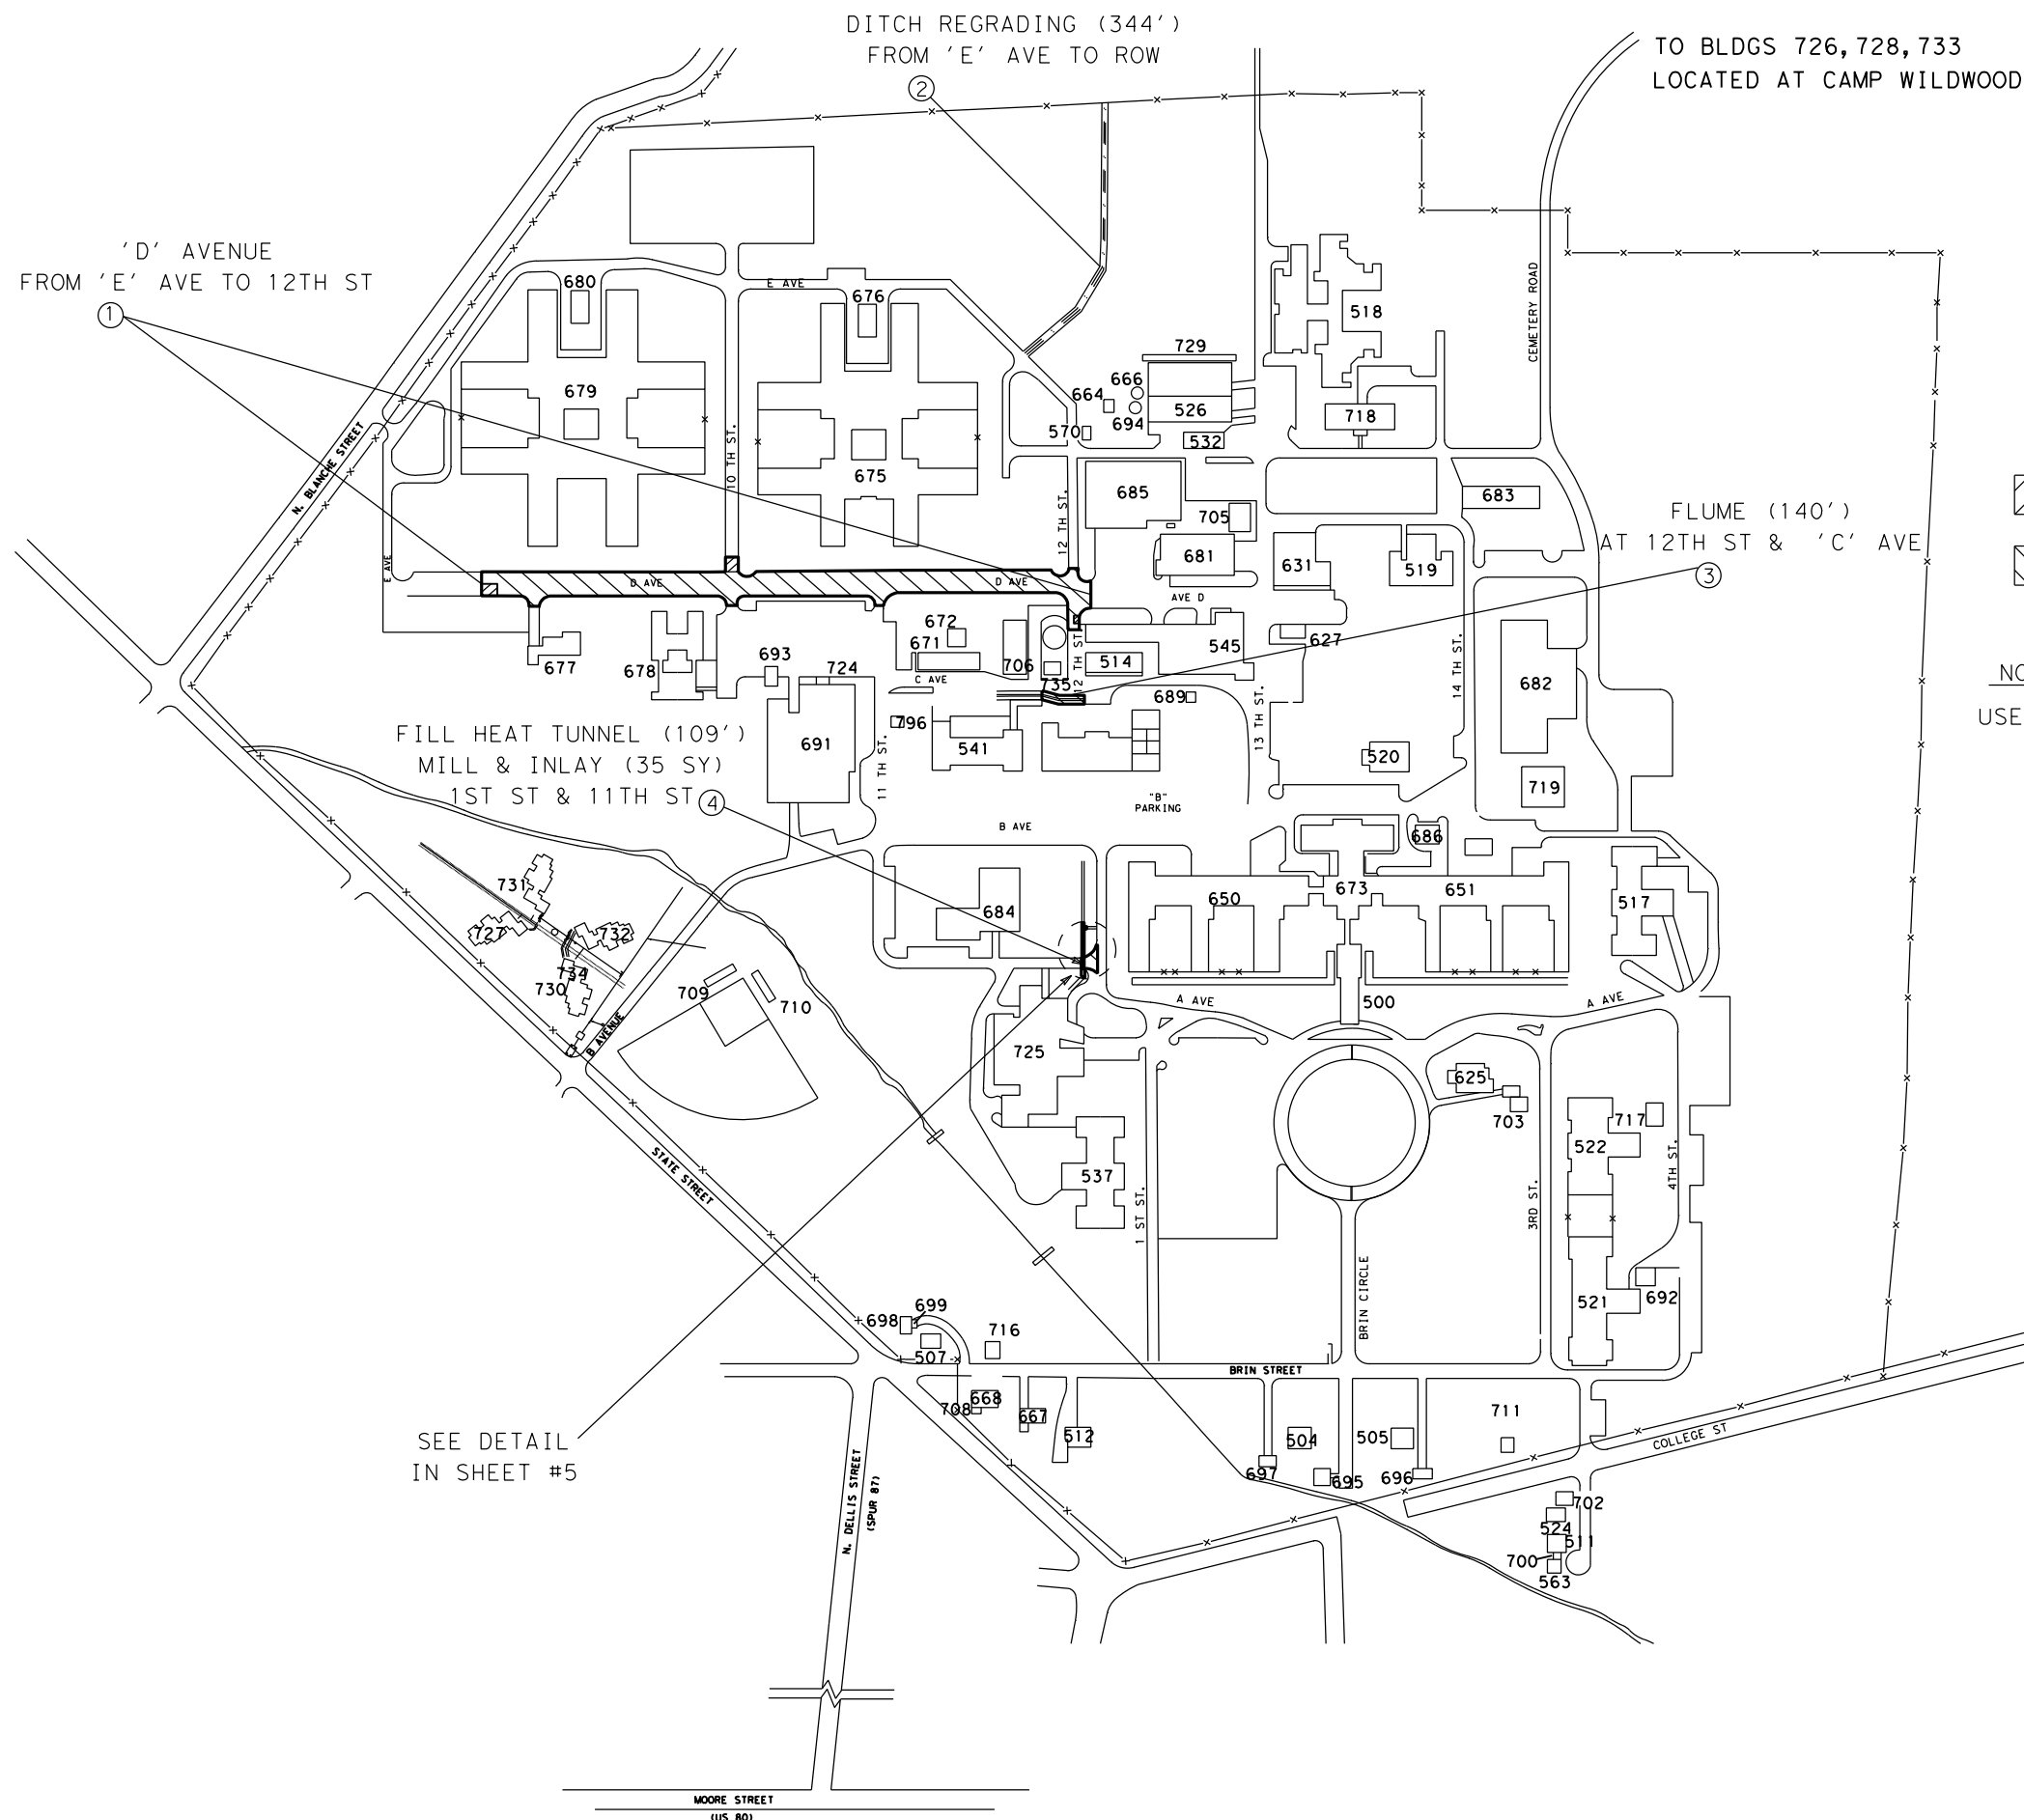 DITCH REGRADING (344')
FROM 'E' AVE TO ROW
2
TO BLDGS 726,728,733
LOCATED AT CAMP WILDWOOD
'D' AVENUE
FROM 'E' AVE TO 12TH ST
1
680
E AVE
676
518
CEMETERY ROAD
729
679
666
664
526
694
718
570
532
N. BLANCHE STREET
10 TH ST.
675
685
683
12 TH ST.
705
FLUME (140')
AT 12TH ST & 'C' AVE
3
681
631
519
E AVE
D AVE
D AVE
AVE D
672
671
627
545
677
678
693
724
706
514
12 TH ST
C AVE
735
689
14 TH ST.
682
NO
USE
13 TH ST.
796
FILL HEAT TUNNEL (109')
MILL & INLAY (35 SY)
1ST ST & 11TH ST
4
691
541
11 TH ST.
520
719
"B"
PARKING
B AVE
686
731
673
651
650
684
517
727
732
734
730
709
710
500
A AVE
A AVE
B AVENUE
725
625
703
717
522
STATE STREET
537
4TH ST.
1 ST ST.
3RD ST.
BRIN CIRCLE
692
521
699
698
716
507
BRIN STREET
668
708
667
512
711
504
505
COLLEGE ST
SEE DETAIL
IN SHEET #5
697
695
696
N. DELLIS STREET
(SPUR 87)
702
524
511
700
563
MOORE STREET
(US 80)